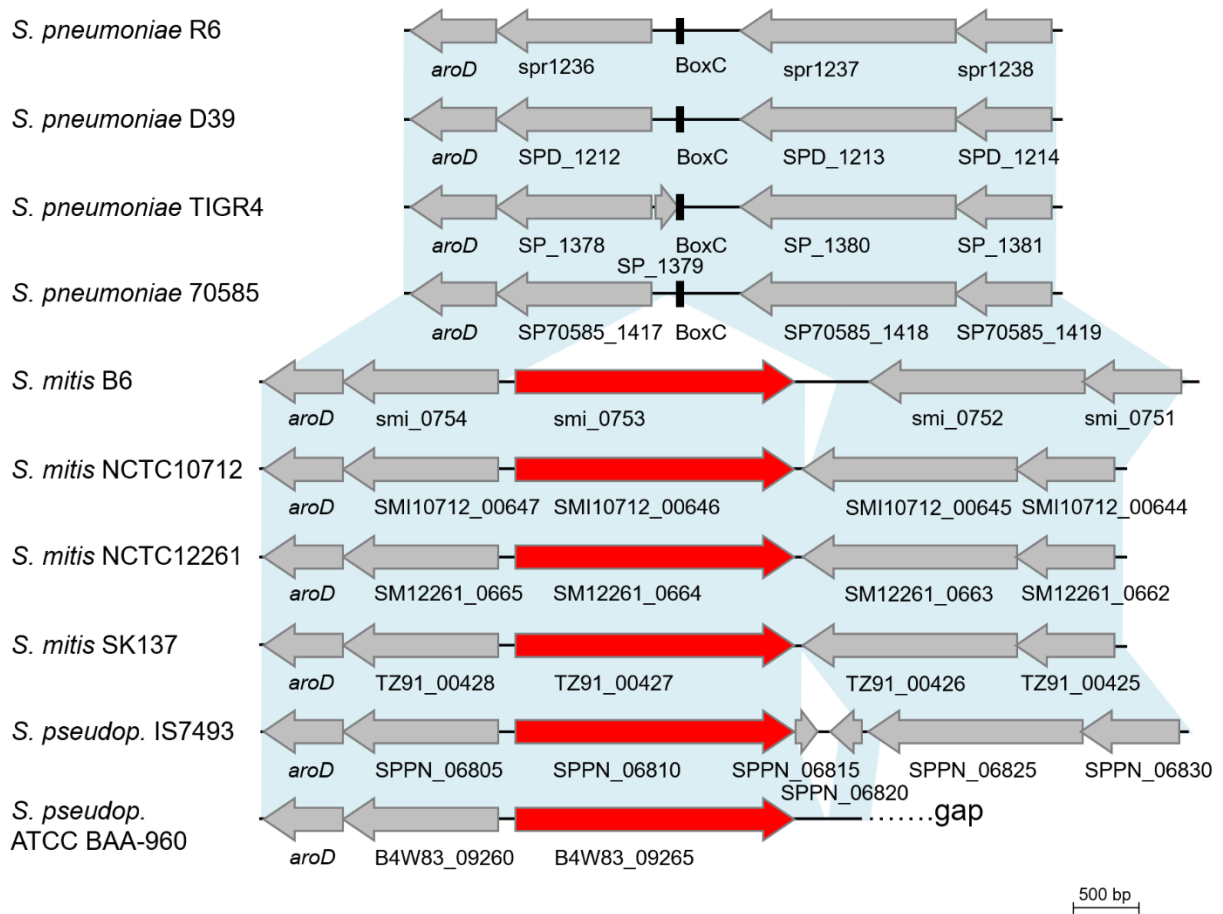 S. pneumoniae R6
aroD spr1236 BoxC spr1237 spr1238
S. pneumoniae D39
aroD SPD_1212 BoxC SPD_1213 SPD_1214
S. pneumoniae TIGR4
aroD SP_1378 BoxC SP_1380 SP_1381
SP_1379
S. pneumoniae 70585
aroD SP70585_1417 BoxC SP70585_1418 SP70585_1419
S. mitis B6
aroD smi_0754 smi_0753 smi_0752 smi_0751
S. mitis NCTC10712
aroD SMI10712_00647 SMI10712_00646 SMI10712_00645 SMI10712_00644
S. mitis NCTC12261
aroD SM12261_0665 SM12261_0664 SM12261_0663 SM12261_0662
S. mitis SK137
aroD TZ91_00428 TZ91_00427 TZ91_00426 TZ91_00425
S. pseudop. IS7493
aroD SPPN_06805 SPPN_06810 SPPN_06815 SPPN_06825 SPPN_06830
SPPN_06820
S. pseudop.
ATCC BAA-960
gap
aroD B4W83_09260 B4W83_09265
500 bp